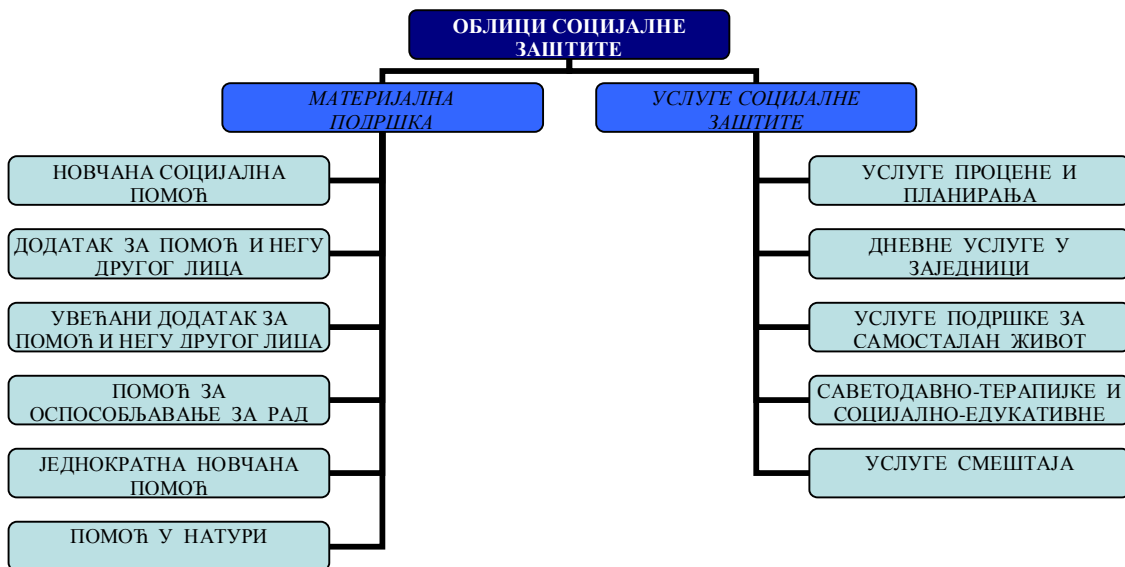 ОБЛИЦИ СОЦИЈАЛНЕ
ЗАШТИТЕ
МАТЕРИЈАЛНА
ПОДРШКА
УСЛУГЕ СОЦИЈАЛНЕ
ЗАШТИТЕ
НОВЧАНА СОЦИЈАЛНА
ПОМОЋ
ДОДАТАК ЗА ПОМОЋ И НЕГУ
ДРУГОГ ЛИЦА
УВЕЋАНИ ДОДАТАК ЗА
ПОМОЋ И НЕГУ ДРУГОГ ЛИЦА
ПОМОЋ ЗА
ОСПОСОБЉАВАЊЕ ЗА РАД
ЈЕДНОКРАТНА НОВЧАНА
ПОМОЋ
ПОМОЋ У НАТУРИ
УСЛУГЕ ПРОЦЕНЕ И
ПЛАНИРАЊА
ДНЕВНЕ УСЛУГЕ У
ЗАЈЕДНИЦИ
УСЛУГЕ ПОДРШКЕ ЗА
САМОСТАЛАН ЖИВОТ
САВЕТОДАВНО-ТЕРАПИЈКЕ И
СОЦИЈАЛНО-ЕДУКАТИВНЕ
УСЛУГЕ СМЕШТАЈА